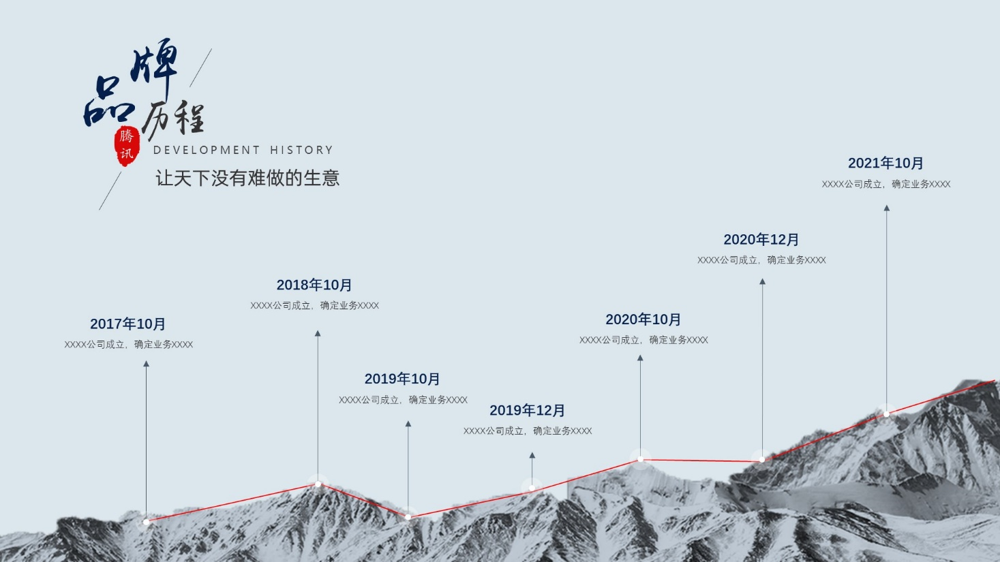 品牌
历程
腾讯
DEVELOPMENT HISTORY
让天下没有难做的生意
2017年10月
XXXX公司成立，确定业务XXXX
2018年10月
XXXX公司成立，确定业务XXXX
2019年10月
XXXX公司成立，确定业务XXXX
2019年12月
XXXX公司成立，确定业务XXXX
2020年10月
XXXX公司成立，确定业务XXXX
2020年12月
XXXX公司成立，确定业务XXXX
2021年10月
XXXX公司成立，确定业务XXXX